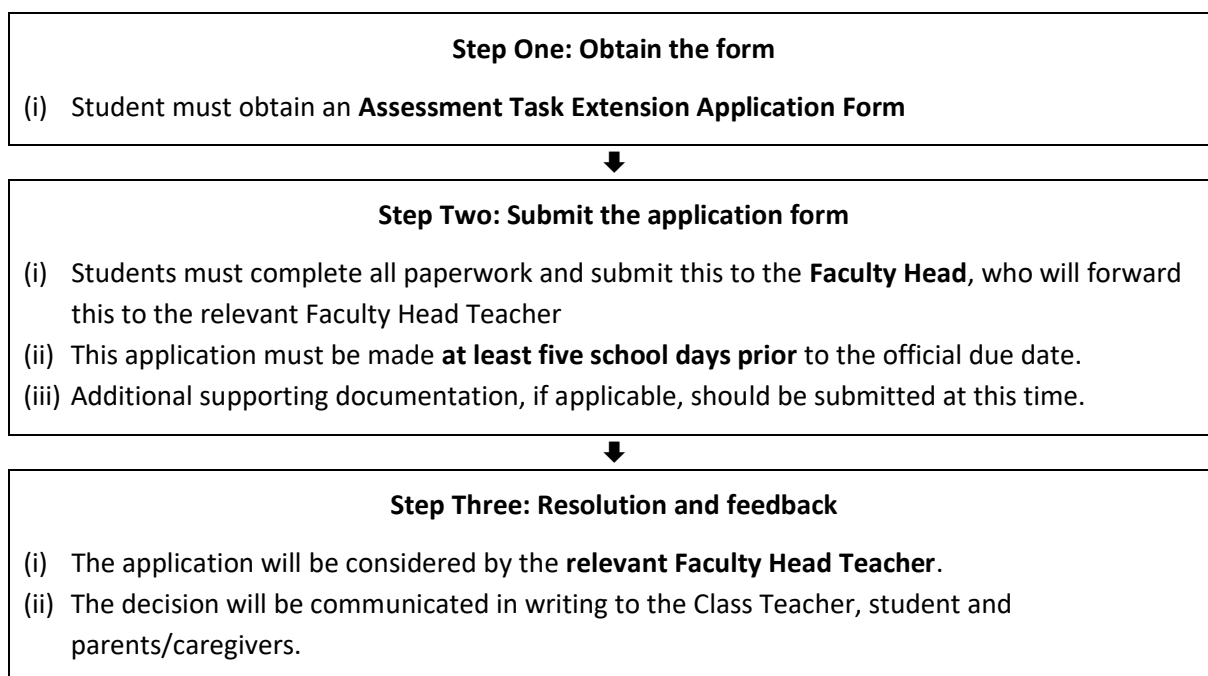 Step One: Obtain the form
(i) Student must obtain an Assessment Task Extension Application Form
Step Two: Submit the application form
(i) Students must complete all paperwork and submit this to the Faculty Head, who will forward
this to the relevant Faculty Head Teacher
(ii) This application must be made at least five school days prior to the official due date.
(iii) Additional supporting documentation, if applicable, should be submitted at this time.
Step Three: Resolution and feedback
(i) The application will be considered by the relevant Faculty Head Teacher.
(ii) The decision will be communicated in writing to the Class Teacher, student and
parents/caregivers.